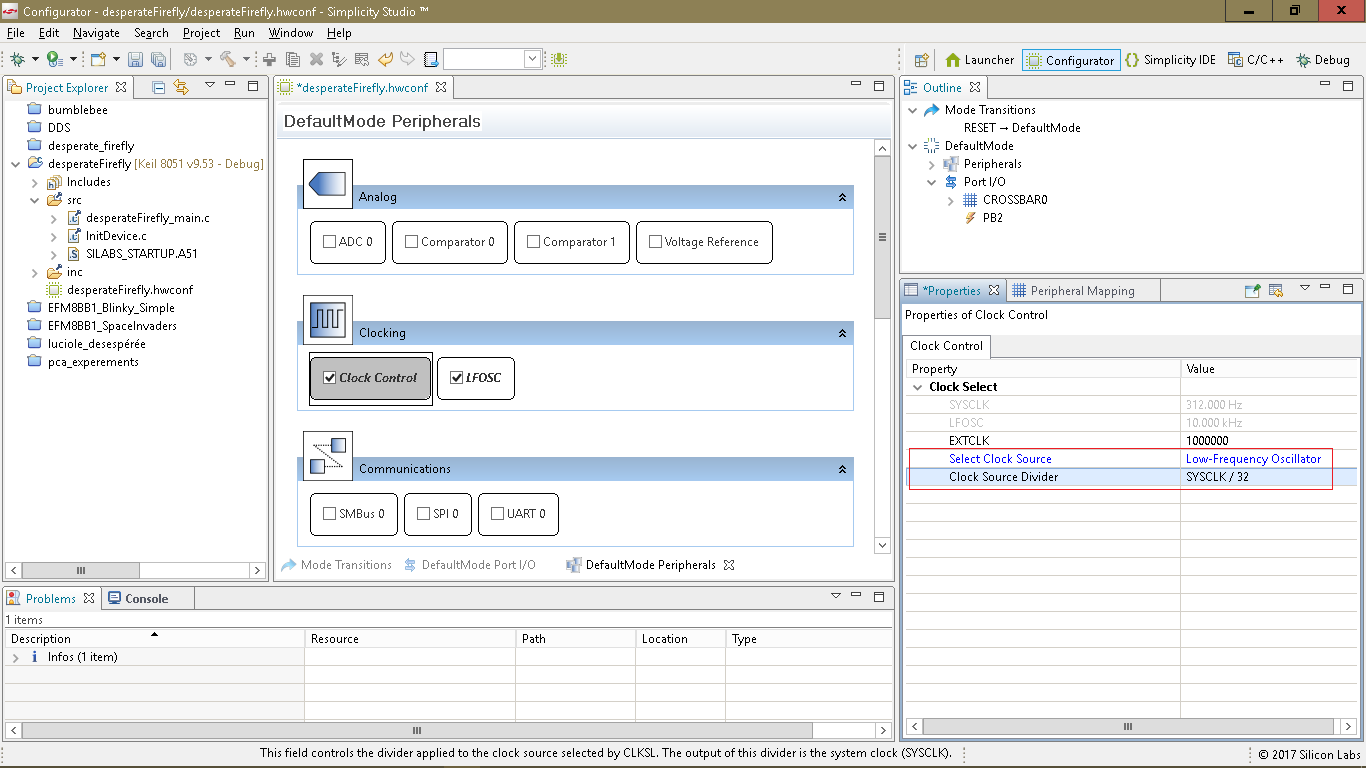 Configurator - desperateFirefly/desperateFirefly.hwconf - Simplicity Studio ™
File Edit Navigate Search Project Run Window Help
Launcher Configurator Simplicity IDE C/C++ Debug
Project Explorer
bumblebee
DDS
desperate_firefly
desperateFirefly [Keil 8051 v9.53 - Debug]
Includes
src
desperateFirefly_main.c
InitDevice.c
SILABS_STARTUP.A51
inc
desperateFirefly.hwconf
EFM8BB1_Blinky_Simple
EFM8BB1_SpaceInvaders
luciole_desespérée
pca_experements
*desperateFirefly.hwconf
DefaultMode Peripherals
Analog
ADC 0 Comparator 0 Comparator 1 Voltage Reference
Clocking
Clock Control LFOSC
Communications
SMBus 0 SPI 0 UART 0
Mode Transitions DefaultMode Port I/O DefaultMode Peripherals
Outline
Mode Transitions
RESET → DefaultMode
DefaultMode
Peripherals
Port I/O
CROSSBAR0
PB2
*Properties Peripheral Mapping
Properties of Clock Control
Clock Control
Property Value
Clock Select
SYSCLK 312.000 Hz
LFOSC 10.000 kHz
EXTCLK 1000000
Select Clock Source Low-Frequency Oscillator
Clock Source Divider SYSCLK / 32
Problems Console
1 items
Description Resource Path Location Type
Infos (1 item)
This field controls the divider applied to the clock source selected by CLKSL. The output of this divider is the system clock (SYSCLK).
© 2017 Silicon Labs